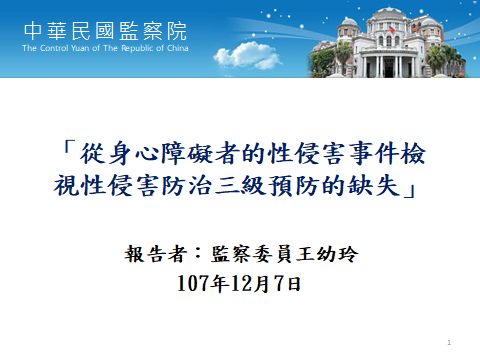 中華民國監察院
The Control Yuan of The Republic of China
「從身心障礙者的性侵害事件檢
視性侵害防治三級預防的缺失」
報告者：監察委員王幼玲
107年12月7日
1